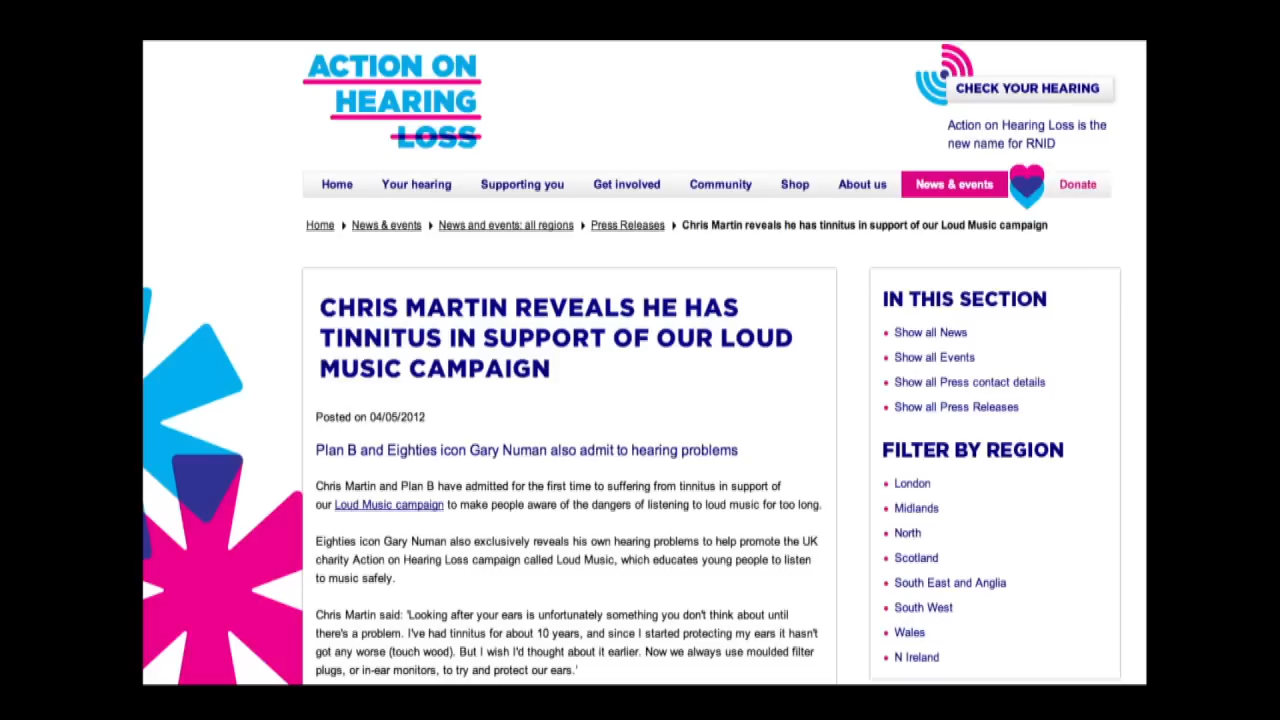 ACTION ON
HEARING
LOSS
CHECK YOUR HEARING
Action on Hearing Loss is the
new name for RNID
Home Your hearing Supporting you Get involved Community Shop About us News & events Donate
Home News & events News and events: all regions Press Releases Chris Martin reveals he has tinnitus in support of our Loud Music campaign
CHRIS MARTIN REVEALS HE HAS
TINNITUS IN SUPPORT OF OUR LOUD
MUSIC CAMPAIGN
Posted on 04/05/2012
Plan B and Eighties icon Gary Numan also admit to hearing problems
Chris Martin and Plan B have admitted for the first time to suffering from tinnitus in support of
our Loud Music campaign to make people aware of the dangers of listening to loud music for too long.
Eighties icon Gary Numan also exclusively reveals his own hearing problems to help promote the UK
charity Action on Hearing Loss campaign called Loud Music, which educates young people to listen
to music safely.
Chris Martin said: 'Looking after your ears is unfortunately something you don't think about until
there's a problem. I've had tinnitus for about 10 years, and since I started protecting my ears it hasn't
got any worse (touch wood). But I wish I'd thought about it earlier. Now we always use moulded filter
plugs, or in-ear monitors, to try and protect our ears.'
IN THIS SECTION
Show all News
Show all Events
Show all Press contact details
Show all Press Releases
FILTER BY REGION
London
Midlands
North
Scotland
South East and Anglia
South West
Wales
N Ireland